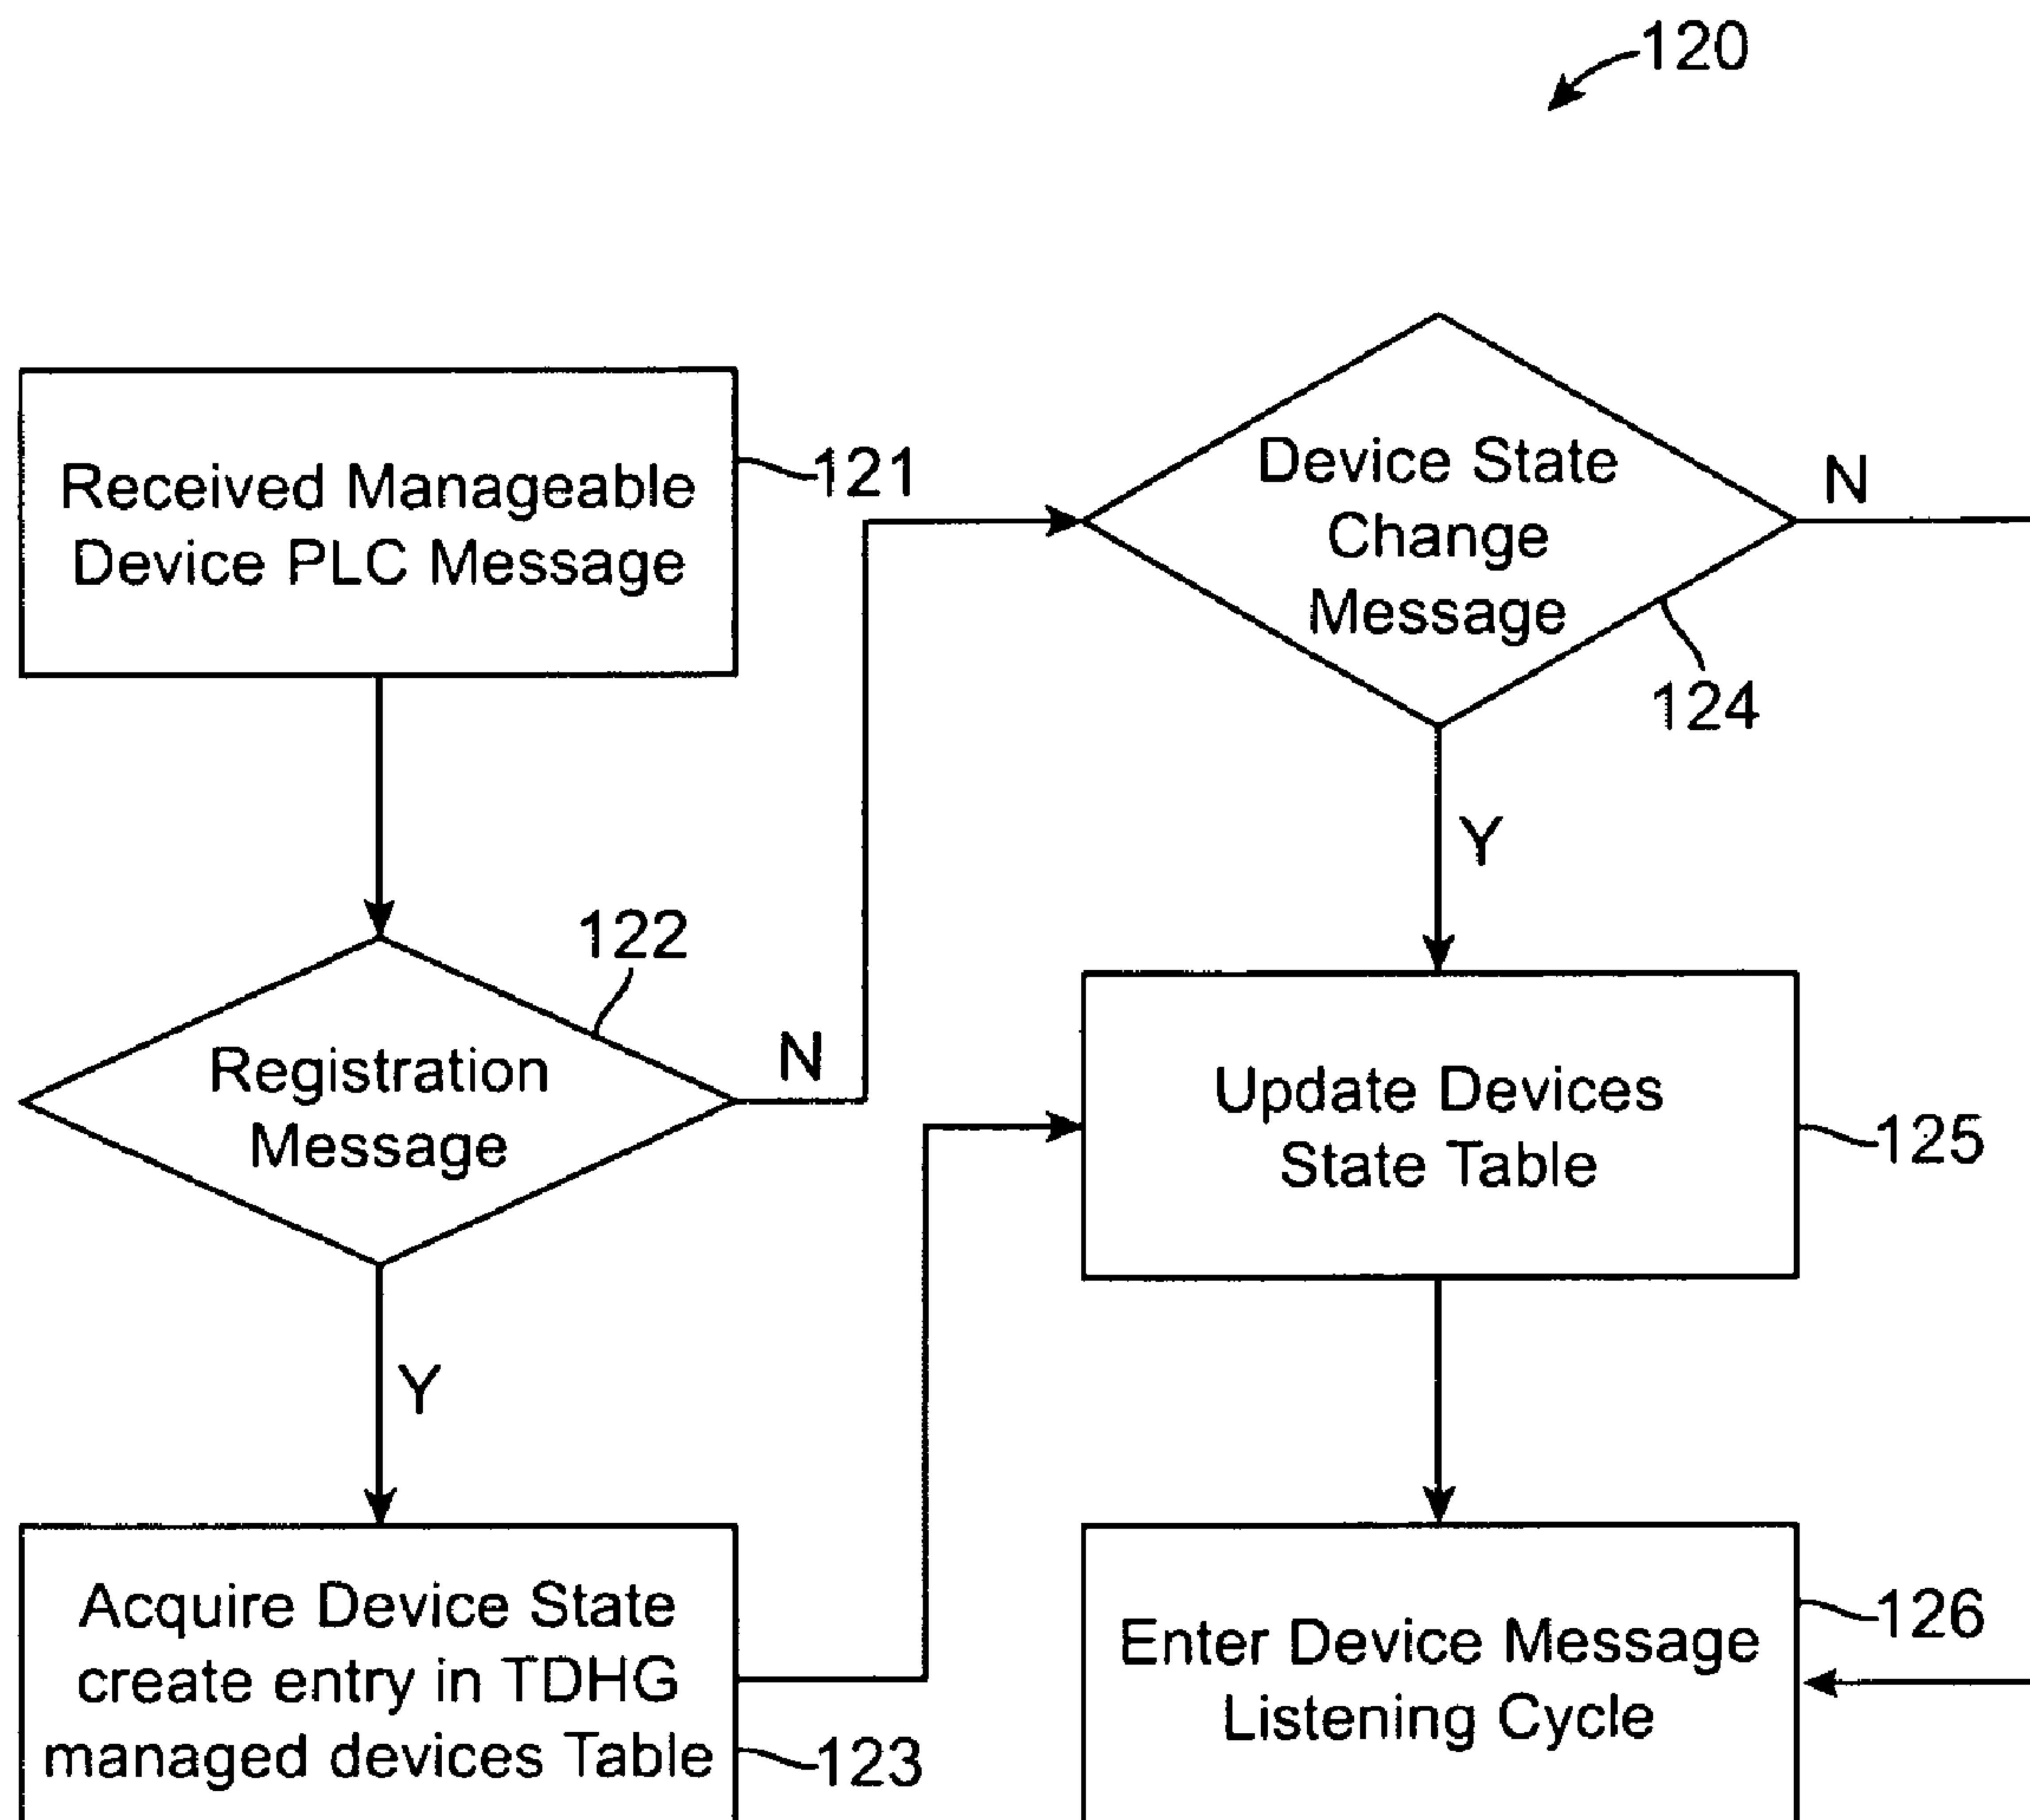 120
Received Manageable
Device PLC Message
121
Device State
Change
Message
N
124
Y
122
Registration
Message
N
Update Devices
State Table
125
Y
Acquire Device State
create entry in TDHG
managed devices Table
123
Enter Device Message
Listening Cycle
126